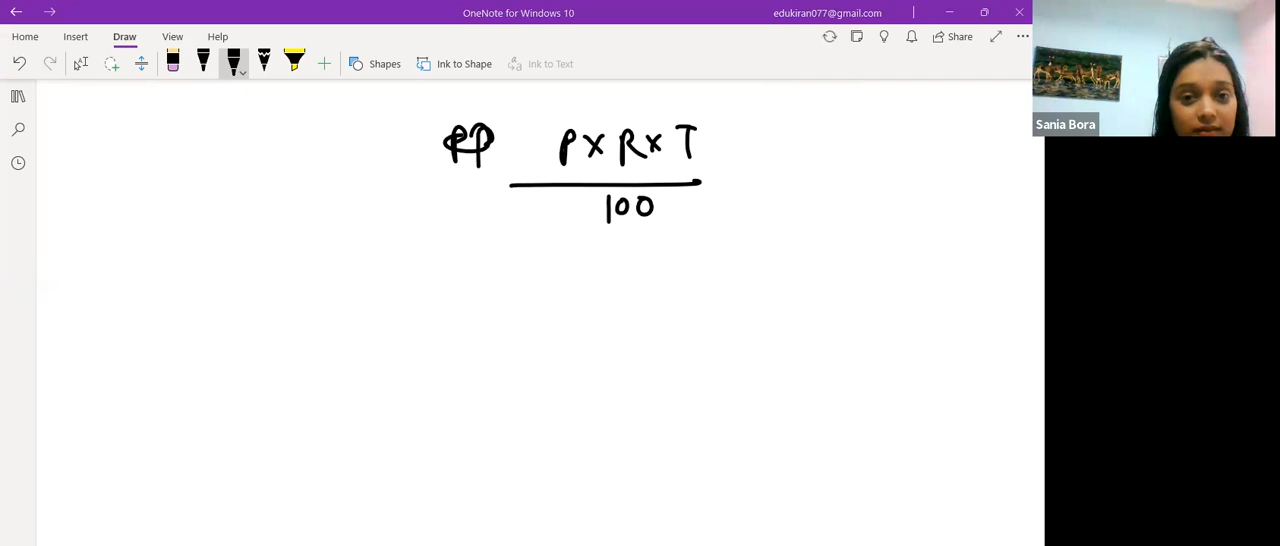 OneNote for Windows 10
edukiran077@gmail.com
Home Insert Draw View Help
Share
Shapes
Ink to Shape
Ink to Text
Sania Bora
P x R x T
100